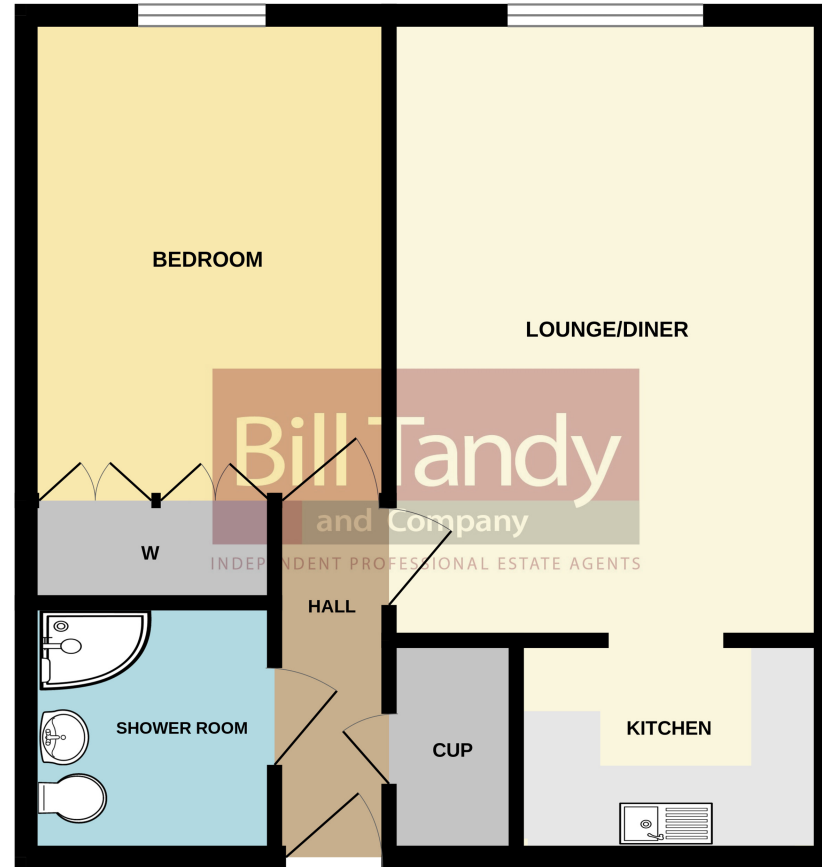 BEDROOM
LOUNGE/DINER
Bill Tandy
and Company
INDEPENDENT PROFESSIONAL ESTATE AGENTS
W
HALL
SHOWER ROOM
CUP
KITCHEN